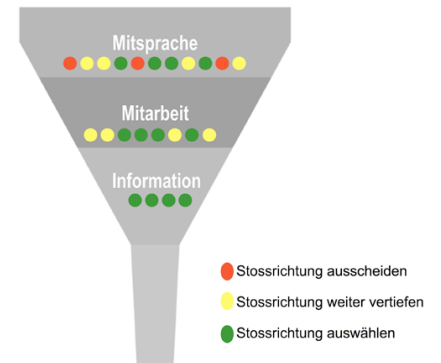 Mitsprache
Mitarbeit
Information
Stossrichtung ausscheiden
Stossrichtung weiter vertiefen
Stossrichtung auswählen